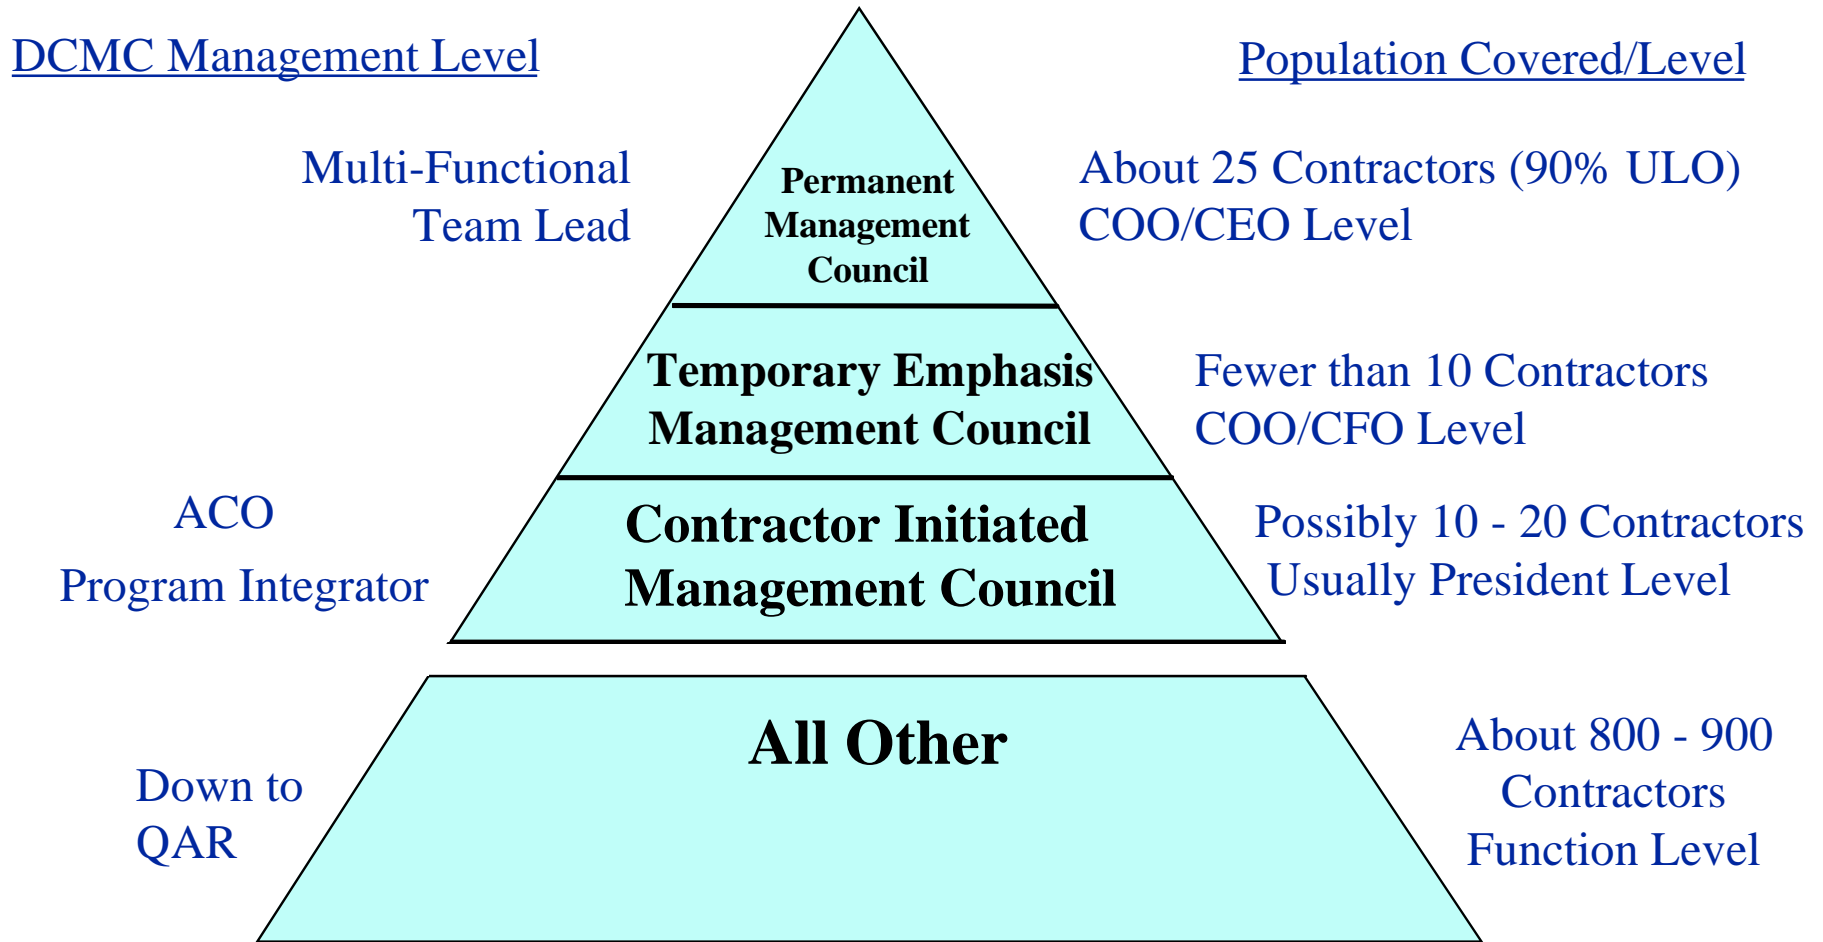 DCMC Management Level
Population Covered/Level
Multi-Functional
Team Lead
Permanent
Management
Council
About 25 Contractors (90% ULO)
COO/CEO Level
Temporary Emphasis
Management Council
Fewer than 10 Contractors
COO/CFO Level
ACO
Program Integrator
Contractor Initiated
Management Council
Possibly 10 - 20 Contractors
Usually President Level
All Other
Down to
QAR
About 800 - 900
Contractors
Function Level